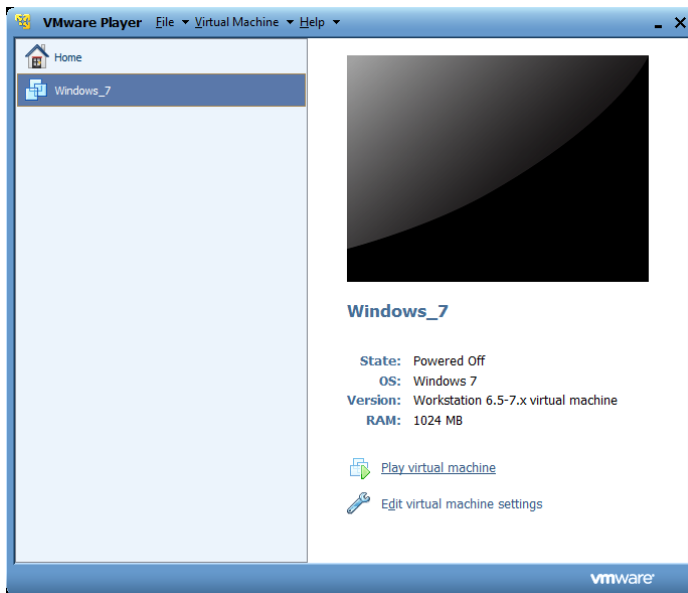 VMware Player File Virtual Machine Help
Home
Windows_7
Windows_7
State: Powered Off
OS: Windows 7
Version: Workstation 6.5-7.x virtual machine
RAM: 1024 MB
Play virtual machine
Edit virtual machine settings
vmware